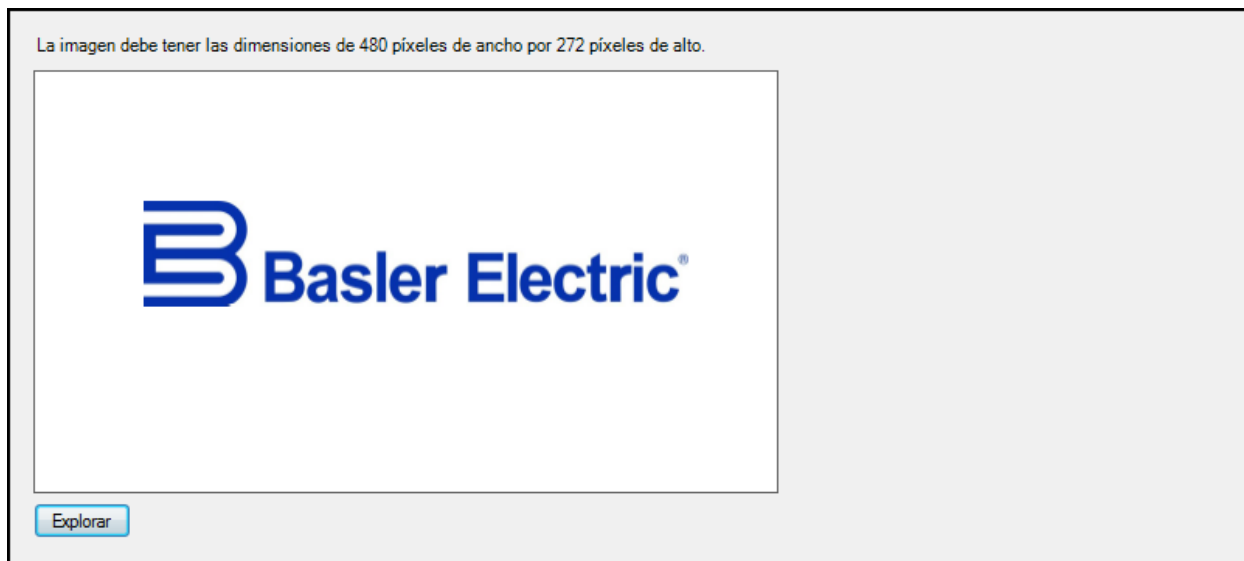 La imagen debe tener las dimensiones de 480 píxeles de ancho por 272 píxeles de alto.
Basler Electric®
Explorar